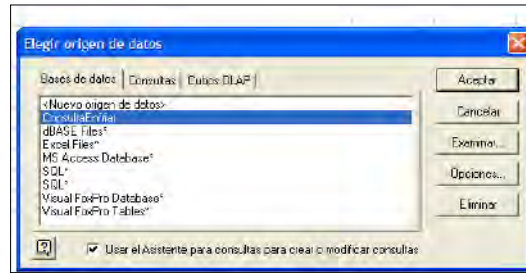 Elegir origen de datos
Bases de datos Consultas Cubos OLAP
<Nuevo origen de datos>
ConsultaEnviar
dBASE Files*
Excel Files*
MS Access Database*
SQL*
SQL*
Visual FoxPro Database*
Visual FoxPro Tables*
Aceptar
Cancelar
Examinar...
Opciones...
Eliminar
Usar el Asistente para consultas para crear o modificar consultas